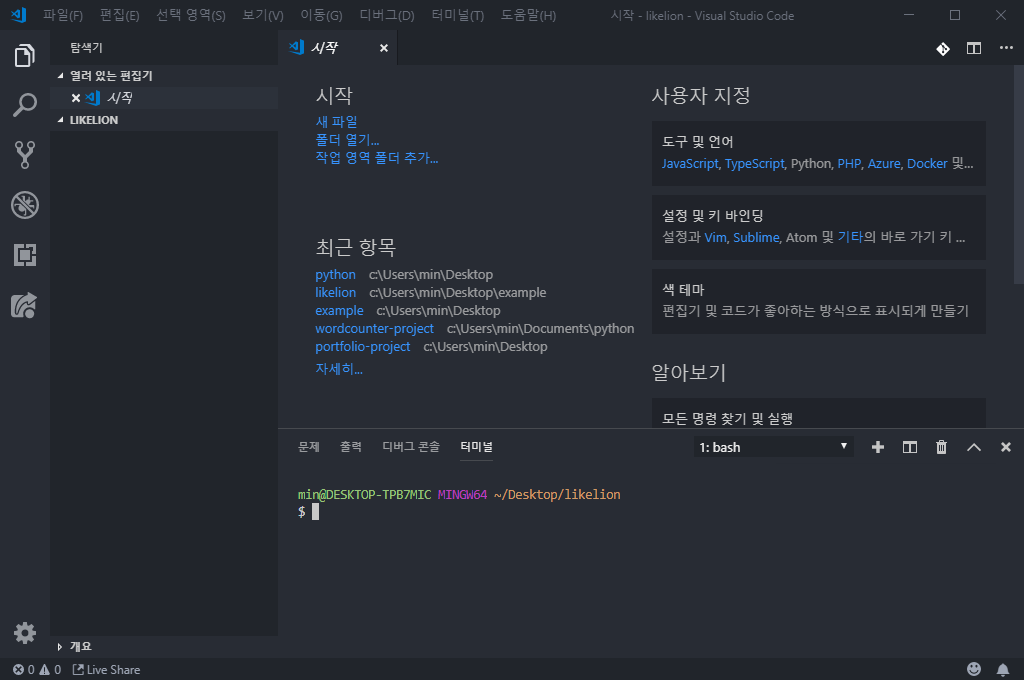 파일(F) 편집(E) 선택 영역(S) 보기(V) 이동(G) 디버그(D) 터미널(T) 도움말(H) 시작 - likelion - Visual Studio Code
탐색기
열려 있는 편집기
시작
LIKELION
개요
시작
시작
새 파일
폴더 열기...
작업 영역 폴더 추가...
최근 항목
python c:\Users\min\Desktop
likelion c:\Users\min\Desktop\example
example c:\Users\min\Desktop
wordcounter-project c:\Users\min\Documents\python
portfolio-project c:\Users\min\Desktop
자세히...
사용자 지정
도구 및 언어
JavaScript, TypeScript, Python, PHP, Azure, Docker 및...
설정 및 키 바인딩
설정과 Vim, Sublime, Atom 및 기타의 바로 가기 키 ...
색 테마
편집기 및 코드가 좋아하는 방식으로 표시되게 만들기
알아보기
모든 명령 찾기 및 실행
문제 출력 디버그 콘솔 터미널 1: bash
min@DESKTOP-TPB7MIC MINGW64 ~/Desktop/likelion
$
0 0 Live Share